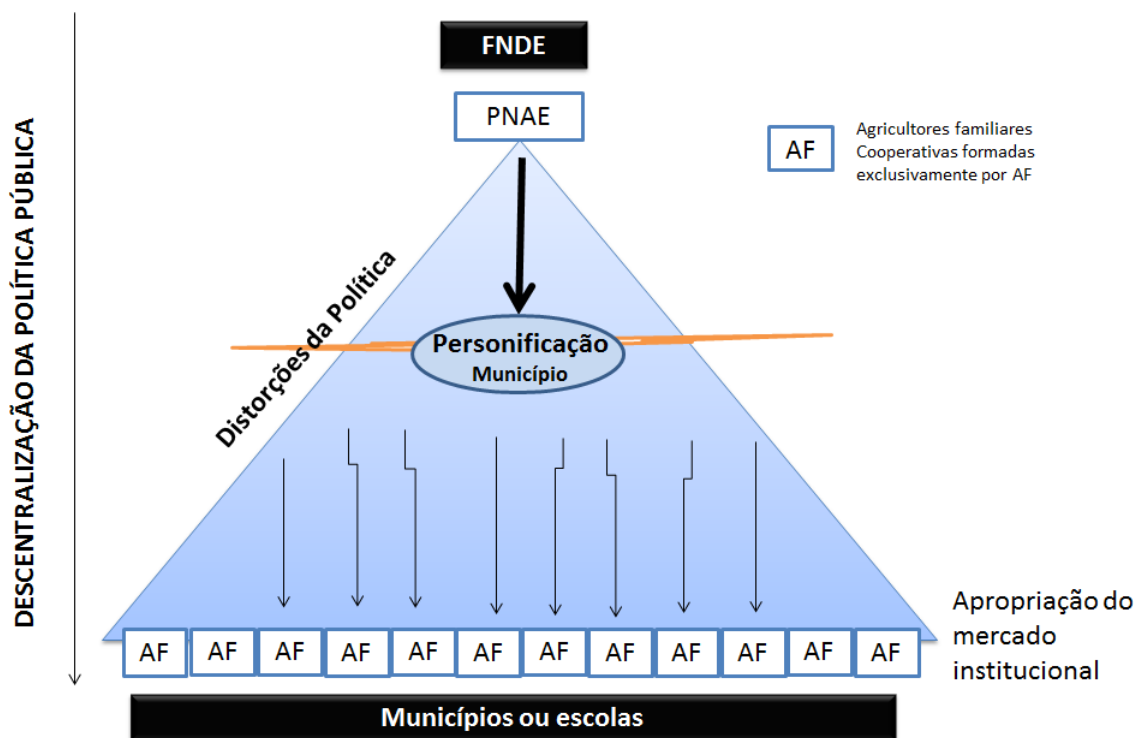 FNDE
PNAE
AF
Agricultores familiares
Cooperativas formadas
exclusivamente por AF
DESCENTRALIZAÇÃO DA POLÍTICA PÚBLICA
Distorções da Política
Personificação
Município
AF AF AF AF AF AF AF AF AF AF AF AF
Apropriação do
mercado
institucional
Municípios ou escolas